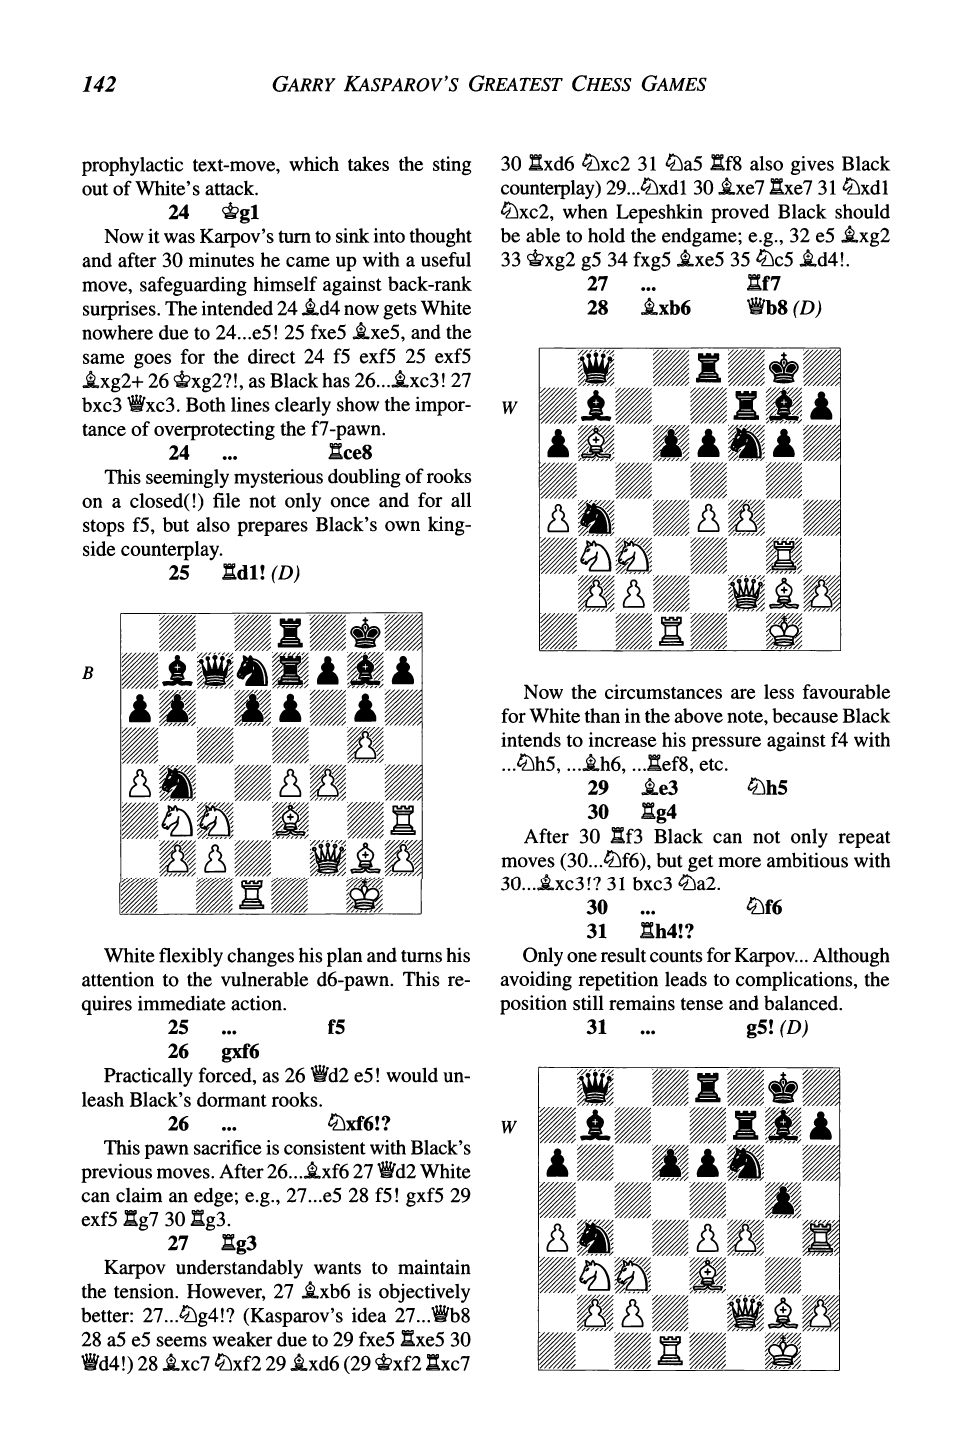 142 GARRY KASPAROV'S GREATEST CHESS GAMES
prophylactic text-move, which takes the sting
out of White's attack.
24 ♔g1
Now it was Karpov's turn to sink into thought
and after 30 minutes he came up with a useful
move, safeguarding himself against back-rank
surprises. The intended 24 ♗d4 now gets White
nowhere due to 24...e5! 25 fxe5 ♗xe5, and the
same goes for the direct 24 f5 exf5 25 exf5
♗xg2+ 26 ♔xg2?!, as Black has 26...♗xc3! 27
bxc3 ♕xc3. Both lines clearly show the impor-
tance of overprotecting the f7-pawn.
24 ... ♖ce8
This seemingly mysterious doubling of rooks
on a closed(!) file not only once and for all
stops f5, but also prepares Black's own king-
side counterplay.
25 ♖d1! (D)
B
White flexibly changes his plan and turns his
attention to the vulnerable d6-pawn. This re-
quires immediate action.
25 ... f5
26 gxf6
Practically forced, as 26 ♕d2 e5! would un-
leash Black's dormant rooks.
26 ... ♘xf6!?
This pawn sacrifice is consistent with Black's
previous moves. After 26...♗xf6 27 ♕d2 White
can claim an edge; e.g., 27...e5 28 f5! gxf5 29
exf5 ♖g7 30 ♖g3.
27 ♖g3
Karpov understandably wants to maintain
the tension. However, 27 ♗xb6 is objectively
better: 27...♘g4!? (Kasparov's idea 27...♕b8
28 a5 e5 seems weaker due to 29 fxe5 ♖xe5 30
♕d4!) 28 ♗xc7 ♘xf2 29 ♗xd6 (29 ♔xf2 ♖xc7
30 ♖xd6 ♘xc2 31 ♘a5 ♖f8 also gives Black
counterplay) 29...♘xd1 30 ♗xe7 ♖xe7 31 ♘xd1
♘xc2, when Lepeshkin proved Black should
be able to hold the endgame; e.g., 32 e5 ♗xg2
33 ♔xg2 g5 34 fxg5 ♗xe5 35 ♘c5 ♗d4!.
27 ... ♖f7
28 ♗xb6 ♕b8 (D)
W
Now the circumstances are less favourable
for White than in the above note, because Black
intends to increase his pressure against f4 with
...♘h5, ...♗h6, ...♖ef8, etc.
29 ♗e3 ♘h5
30 ♖g4
After 30 ♖f3 Black can not only repeat
moves (30...♘f6), but get more ambitious with
30...♗xc3!? 31 bxc3 ♘a2.
30 ... ♘f6
31 ♖h4!?
Only one result counts for Karpov... Although
avoiding repetition leads to complications, the
position still remains tense and balanced.
31 ... g5! (D)
W